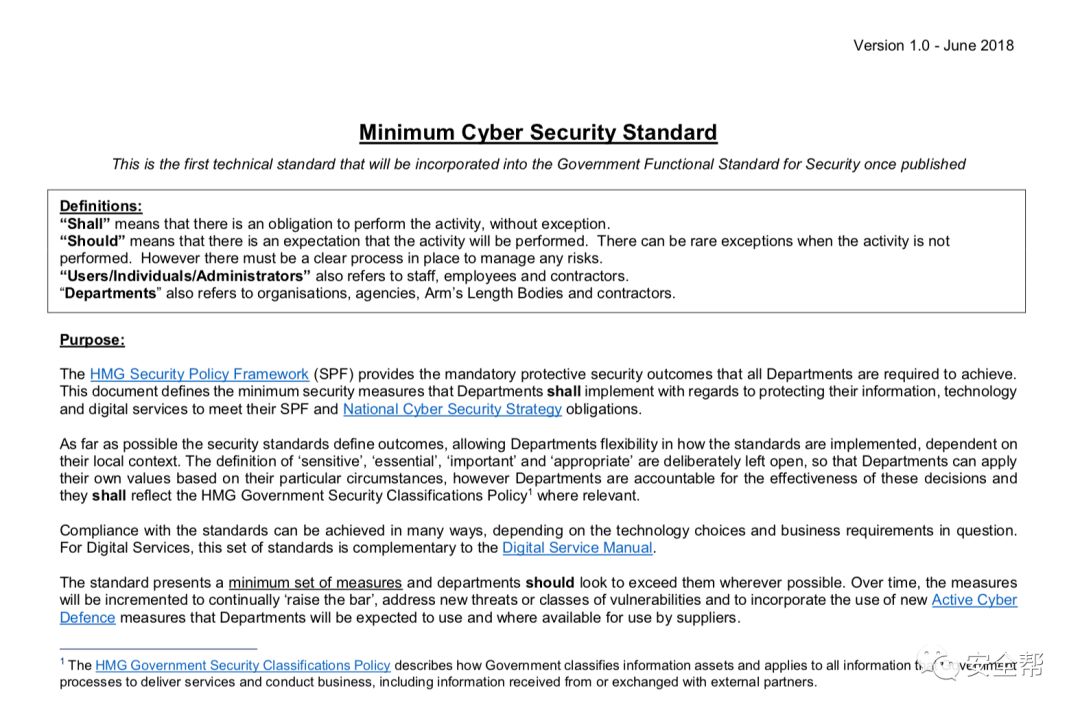 Version 1.0 - June 2018
Minimum Cyber Security Standard
This is the first technical standard that will be incorporated into the Government Functional Standard for Security once published
Definitions:
“Shall” means that there is an obligation to perform the activity, without exception.
“Should” means that there is an expectation that the activity will be performed.  There can be rare exceptions when the activity is not
performed.  However there must be a clear process in place to manage any risks.
“Users/Individuals/Administrators” also refers to staff, employees and contractors.
“Departments” also refers to organisations, agencies, Arm’s Length Bodies and contractors.
Purpose:
The HMG Security Policy Framework (SPF) provides the mandatory protective security outcomes that all Departments are required to achieve.
This document defines the minimum security measures that Departments shall implement with regards to protecting their information, technology
and digital services to meet their SPF and National Cyber Security Strategy obligations.
As far as possible the security standards define outcomes, allowing Departments flexibility in how the standards are implemented, dependent on
their local context. The definition of ‘sensitive’, ‘essential’, ‘important’ and ‘appropriate’ are deliberately left open, so that Departments can apply
their own values based on their particular circumstances, however Departments are accountable for the effectiveness of these decisions and
they shall reflect the HMG Government Security Classifications Policy1 where relevant.
Compliance with the standards can be achieved in many ways, depending on the technology choices and business requirements in question.
For Digital Services, this set of standards is complementary to the Digital Service Manual.
The standard presents a minimum set of measures and departments should look to exceed them wherever possible. Over time, the measures
will be incremented to continually ‘raise the bar’, address new threats or classes of vulnerabilities and to incorporate the use of new Active Cyber
Defence measures that Departments will be expected to use and where available for use by suppliers.
1 The HMG Government Security Classifications Policy describes how Government classifies information assets and applies to all information
processes to deliver services and conduct business, including information received from or exchanged with external partners.
安全帮